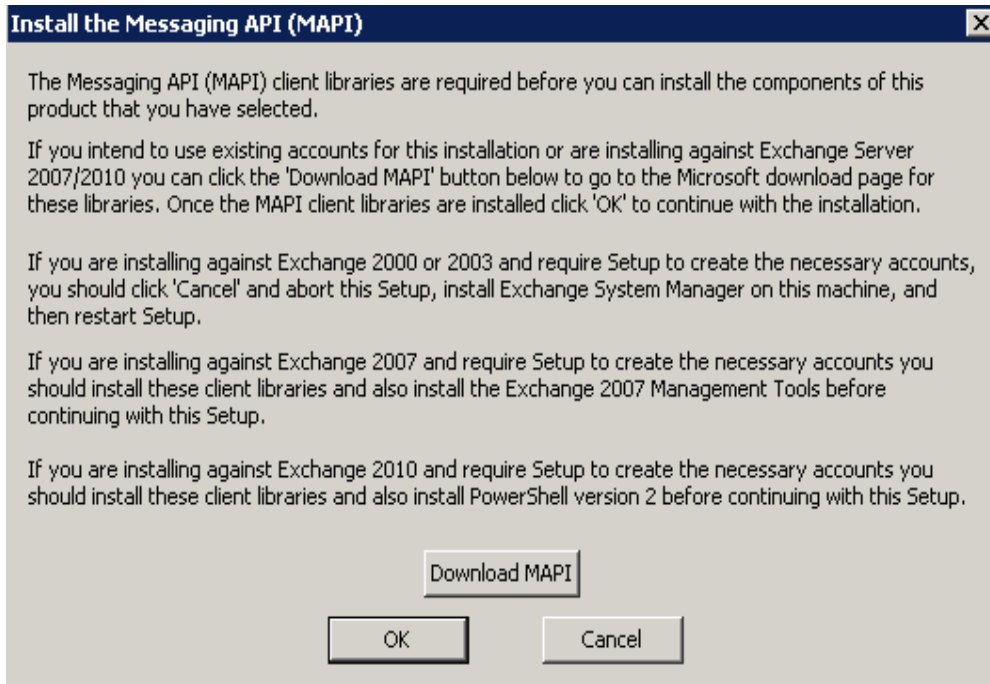 Install the Messaging API (MAPI)
The Messaging API (MAPI) client libraries are required before you can install the components of this
product that you have selected.
If you intend to use existing accounts for this installation or are installing against Exchange Server
2007/2010 you can click the 'Download MAPI' button below to go to the Microsoft download page for
these libraries. Once the MAPI client libraries are installed click 'OK' to continue with the installation.
If you are installing against Exchange 2000 or 2003 and require Setup to create the necessary accounts,
you should click 'Cancel' and abort this Setup, install Exchange System Manager on this machine, and
then restart Setup.
If you are installing against Exchange 2007 and require Setup to create the necessary accounts you
should install these client libraries and also install the Exchange 2007 Management Tools before
continuing with this Setup.
If you are installing against Exchange 2010 and require Setup to create the necessary accounts you
should install these client libraries and also install PowerShell version 2 before continuing with this Setup.
Download MAPI
OK
Cancel